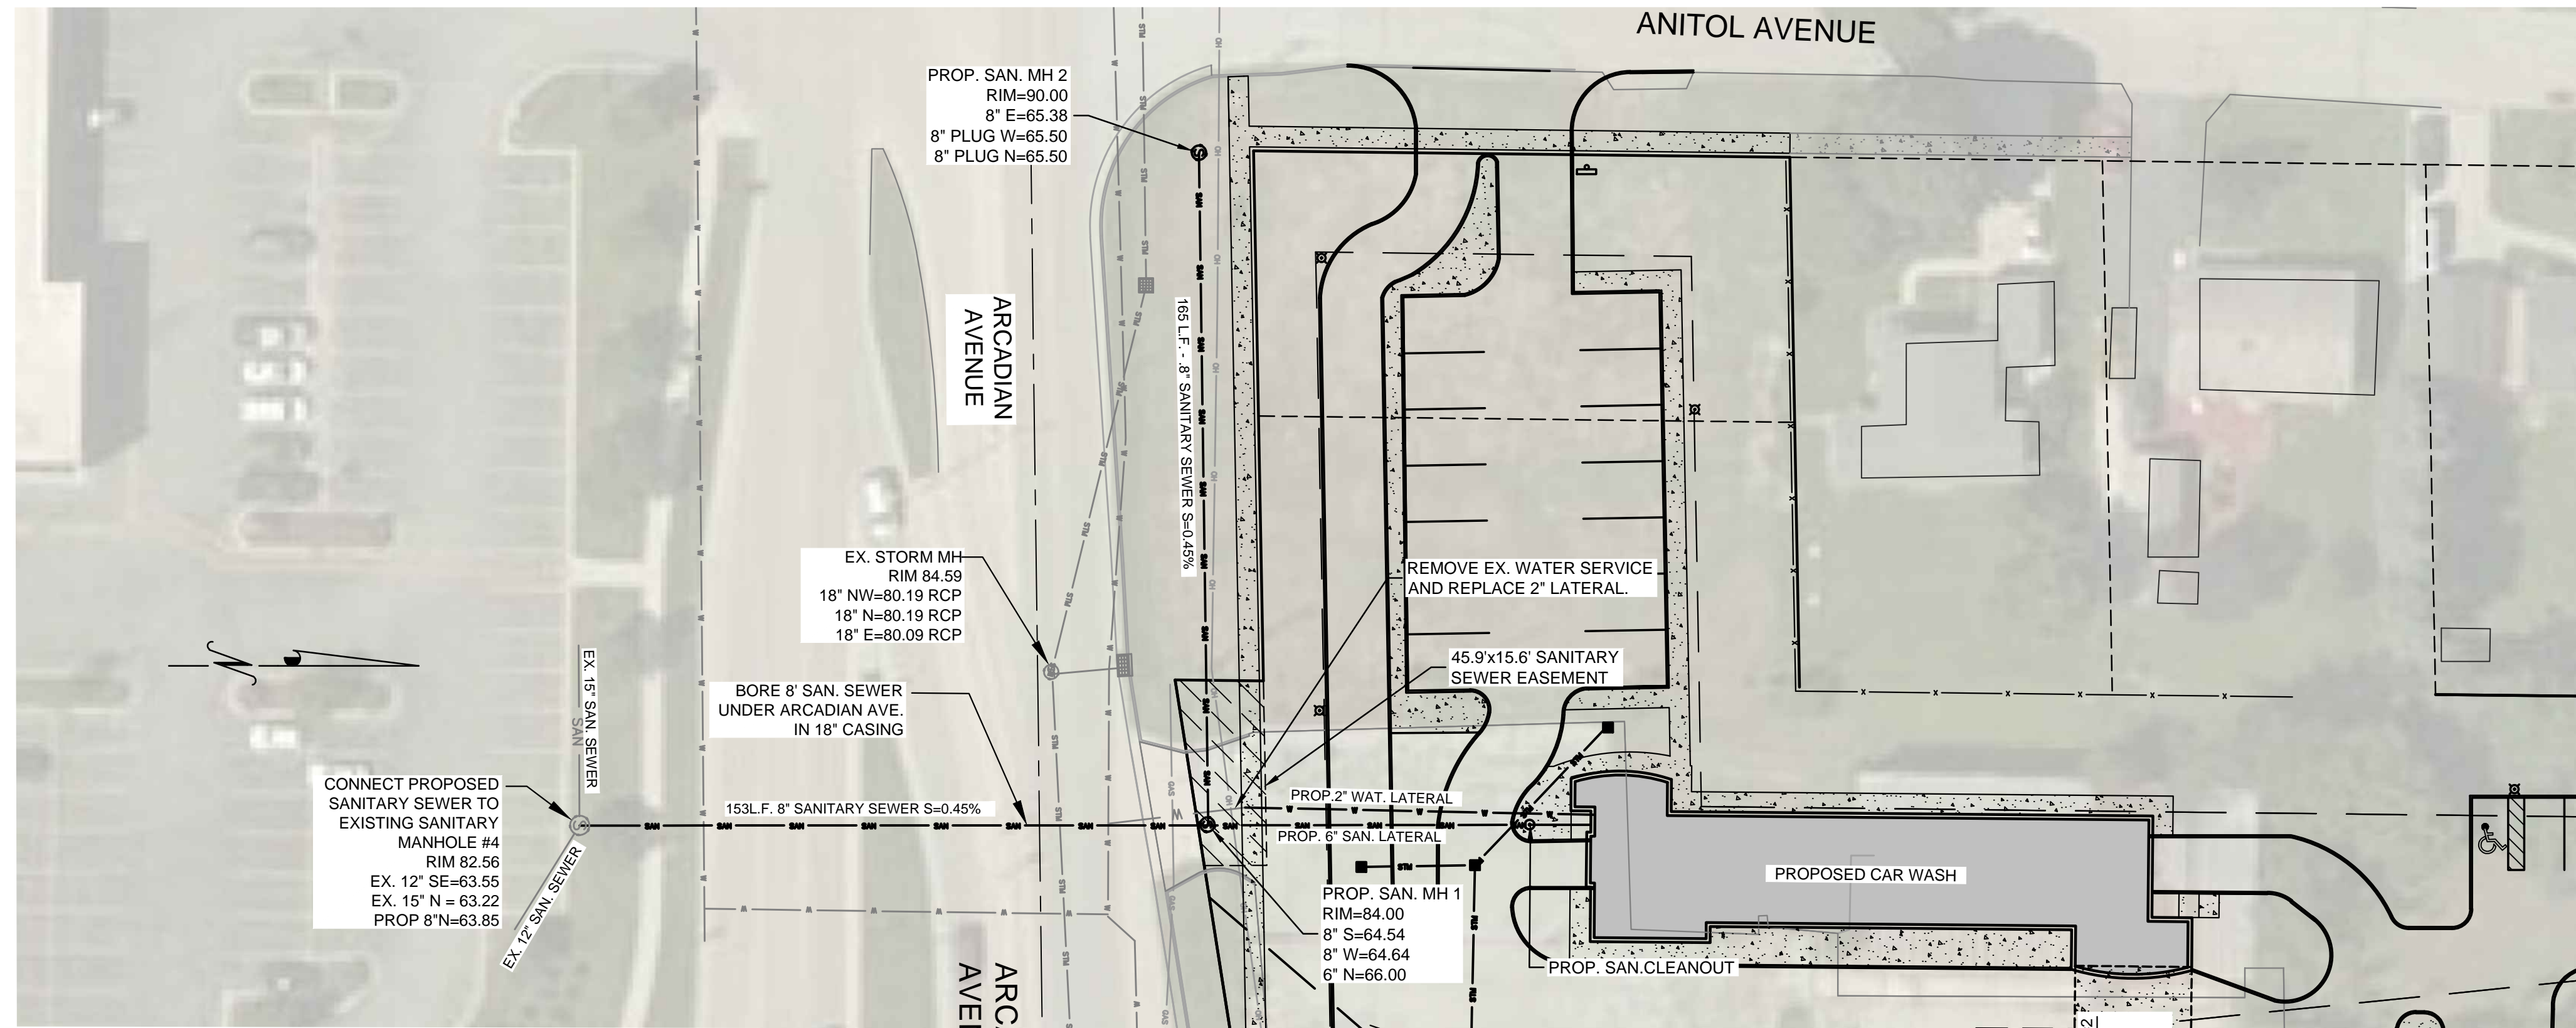 ANITOL AVENUE
PROP. SAN. MH 2
RIM=90.00
8" E=65.38
8" PLUG W=65.50
8" PLUG N=65.50
ARCADIAN
AVENUE
165 L.F. - .8" SANITARY SEWER S=0.45%
EX. STORM MH
RIM 84.59
18" NW=80.19 RCP
18" N=80.19 RCP
18" E=80.09 RCP
REMOVE EX. WATER SERVICE
AND REPLACE 2" LATERAL.
45.9'x15.6' SANITARY
SEWER EASEMENT
BORE 8' SAN. SEWER
UNDER ARCADIAN AVE.
IN 18" CASING
EX. 15" SAN. SEWER
SAN
CONNECT PROPOSED
SANITARY SEWER TO
EXISTING SANITARY
MANHOLE #4
RIM 82.56
EX. 12" SE=63.55
EX. 15" N = 63.22
PROP 8"N=63.85
EX. 12" SAN. SEWER
153L.F. 8" SANITARY SEWER S=0.45%
PROP.2" WAT. LATERAL
PROP. 6" SAN. LATERAL
PROP. SAN. MH 1
RIM=84.00
8" S=64.54
8" W=64.64
6" N=66.00
PROP. SAN.CLEANOUT
PROPOSED CAR WASH
SAN
STM
OH
GAS
W
ARCA
AVEN